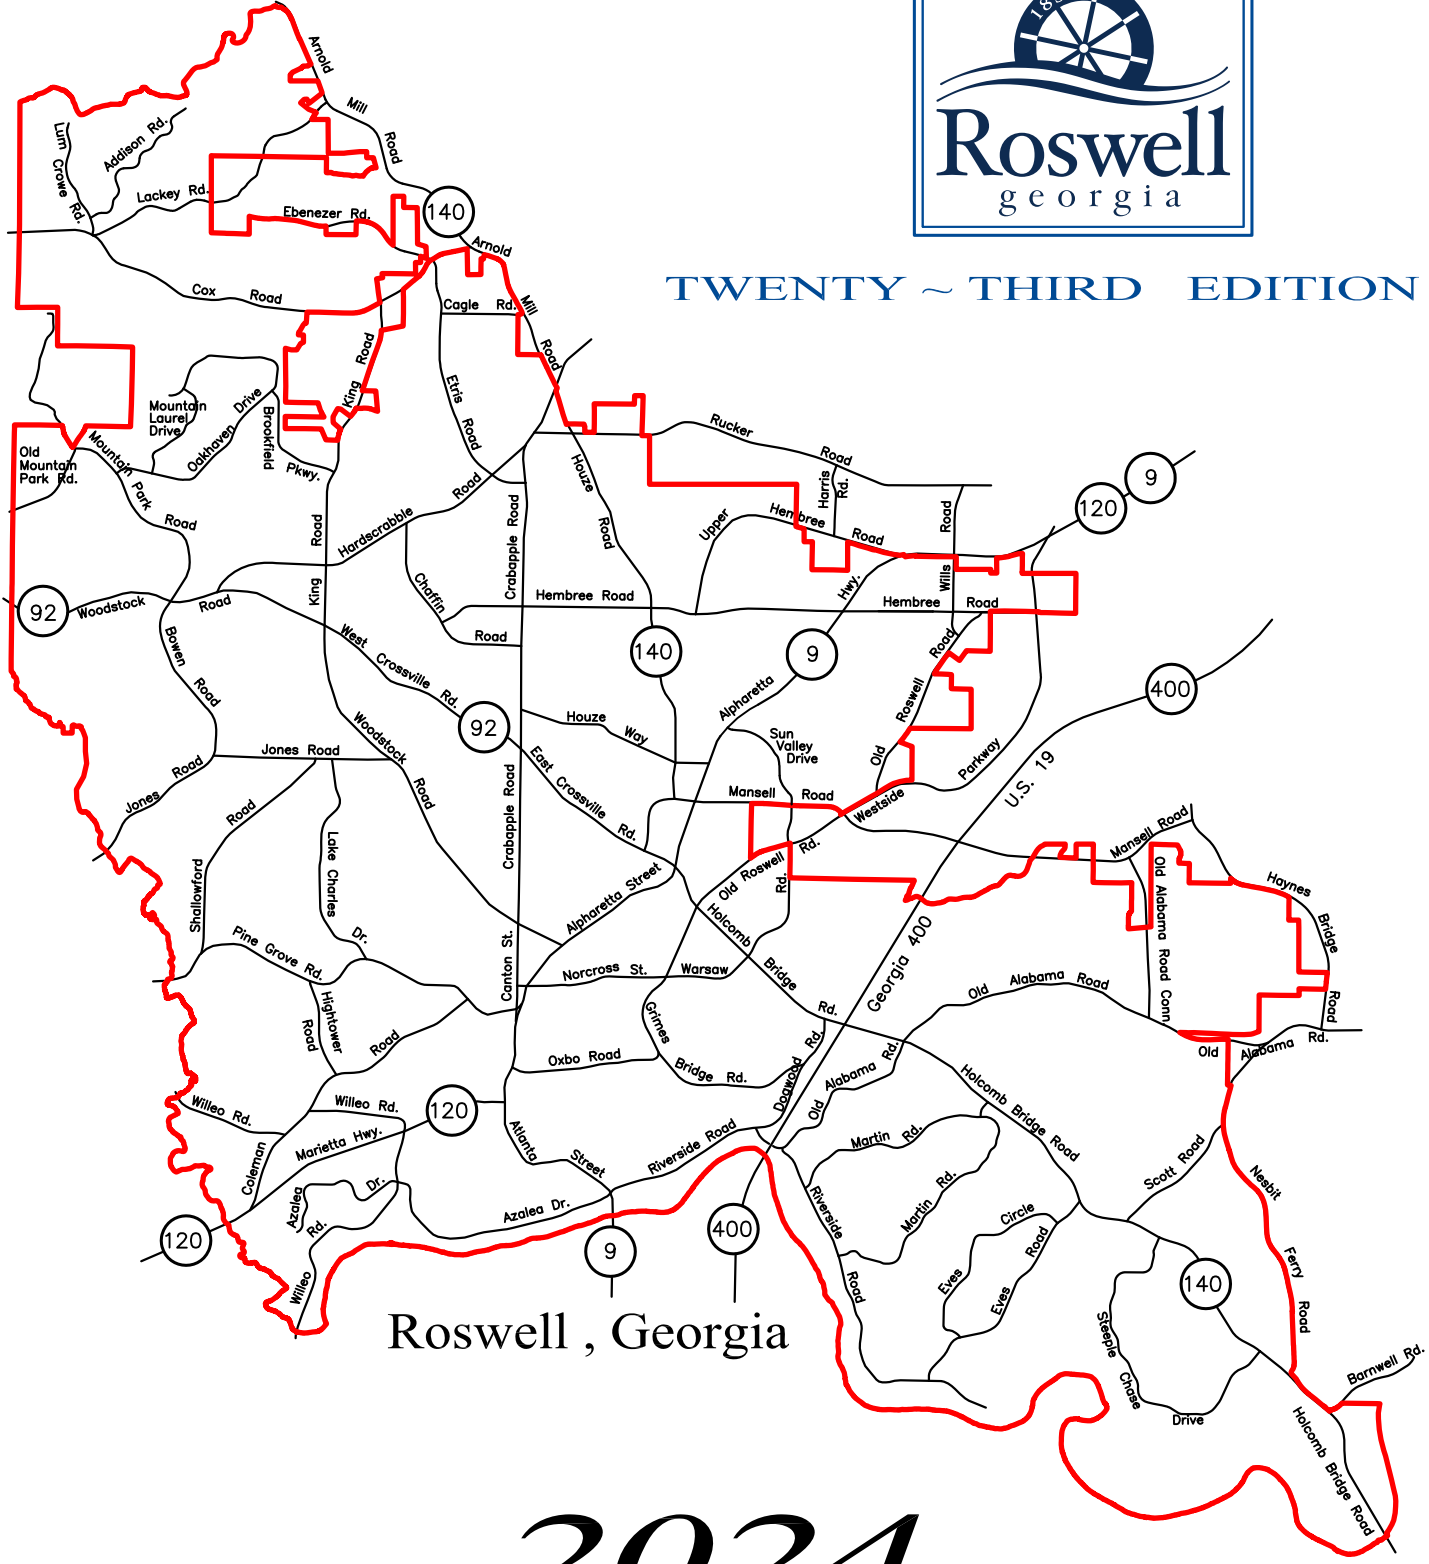 Roswell
georgia
TWENTY ~ THIRD EDITION
Arnold
Mill
Road
140
Arnold
Mill
Road
Lum Crowe Rd.
Addison Rd.
Lackey Rd.
Ebenezer Rd.
Cox Road
Cagle Rd.
King Road
Etris Road
Mountain
Laurel
Drive
Oakhaven Drive
Brookfield
Pkwy.
Old
Mountain
Park Rd.
Mountain
Park
Road
Rucker
Road
Houze
Road
Harris
Rd.
Upper
Hembree
Road
Road
Wills
9
120
Hardscrabble
Road
King
Road
Crabapple Road
Chaffin
Road
Hembree Road
Hembree Road
Hwy.
92
Woodstock
Road
Bowen
Road
West
Crossville
Rd.
92
140
9
Alpharetta
Road
Roswell
Old
400
Houze
Way
Sun
Valley
Drive
Parkway
Westside
U.S. 19
Jones Road
Jones
Road
Woodstock
Road
East Crossville
Rd.
Mansell Road
Crabapple Road
Shallowford
Road
Lake Charles
Dr.
Alpharetta Street
Old Roswell
Rd.
Rd.
Mansell Road
Old Alabama Road Conn
Haynes
Bridge
Road
Holcomb
Bridge
Rd.
Georgia 400
Pine Grove Rd.
Canton St.
Norcross St.
Warsaw
Old Alabama Road
Hightower
Road
Road
Grimes
Bridge Rd.
Oxbo Road
Dogwood Rd.
Old Alabama Rd.
Old Alabama Rd.
Willeo Rd.
Willeo Rd.
120
Marietta Hwy.
Coleman
Atlanta
Street
Riverside Road
Holcomb Bridge Road
Martin Rd.
Martin Rd.
Scott Road
Nesbit
Ferry
Road
Azalea
Dr.
Rd.
Azalea Dr.
Riverside
Road
Circle
Eves
Eves
Road
120
9
400
140
Willeo
Steeple
Chase
Drive
Barnwell Rd.
Holcomb Bridge Road
Roswell , Georgia
2024